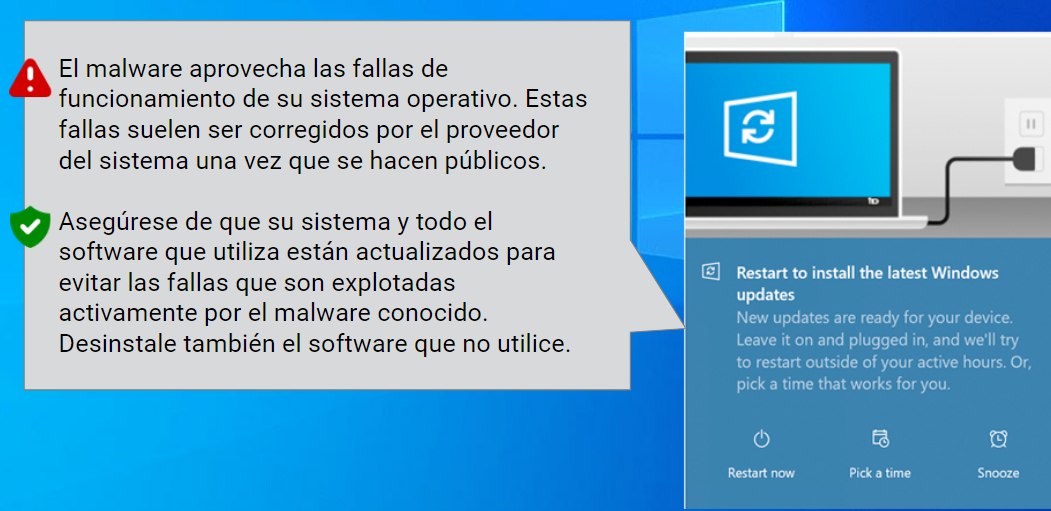 El malware aprovecha las fallas de
funcionamiento de su sistema operativo. Estas
fallas suelen ser corregidos por el proveedor
del sistema una vez que se hacen públicos.
Asegúrese de que su sistema y todo el
software que utiliza están actualizados para
evitar las fallas que son explotadas
activamente por el malware conocido.
Desinstale también el software que no utilice.
Restart to install the latest Windows
updates
New updates are ready for your device.
Leave it on and plugged in, and we'll try
to restart outside of your active hours. Or,
pick a time that works for you.
Restart now
Pick a time
Snooze